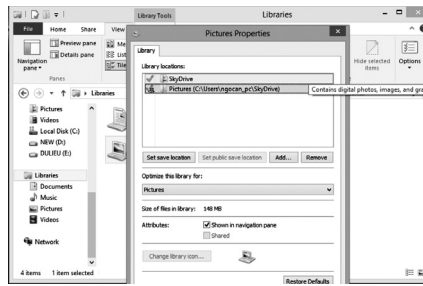 Library Tools
Libraries
File
Home
Share
View
Pictures Properties
Preview pane
Details pane
Navigation
pane
Panes
Me
List
Tile
Hide selected
items
Options
Library
Library locations:
SkyDrive
Pictures (C:\Users\ngocan_pc\SkyDrive)
Contains digital photos, images, and gra
Libraries
Pictures
Videos
Local Disk (C:)
NEW (D:)
DULIEU (E:)
Libraries
Documents
Music
Pictures
Videos
Network
Set save location
Set public save location
Add...
Remove
Optimize this library for:
Pictures
Size of files in library:
148 MB
Attributes:
Shown in navigation pane
Shared
Change library icon...
Restore Defaults
4 items
1 item selected